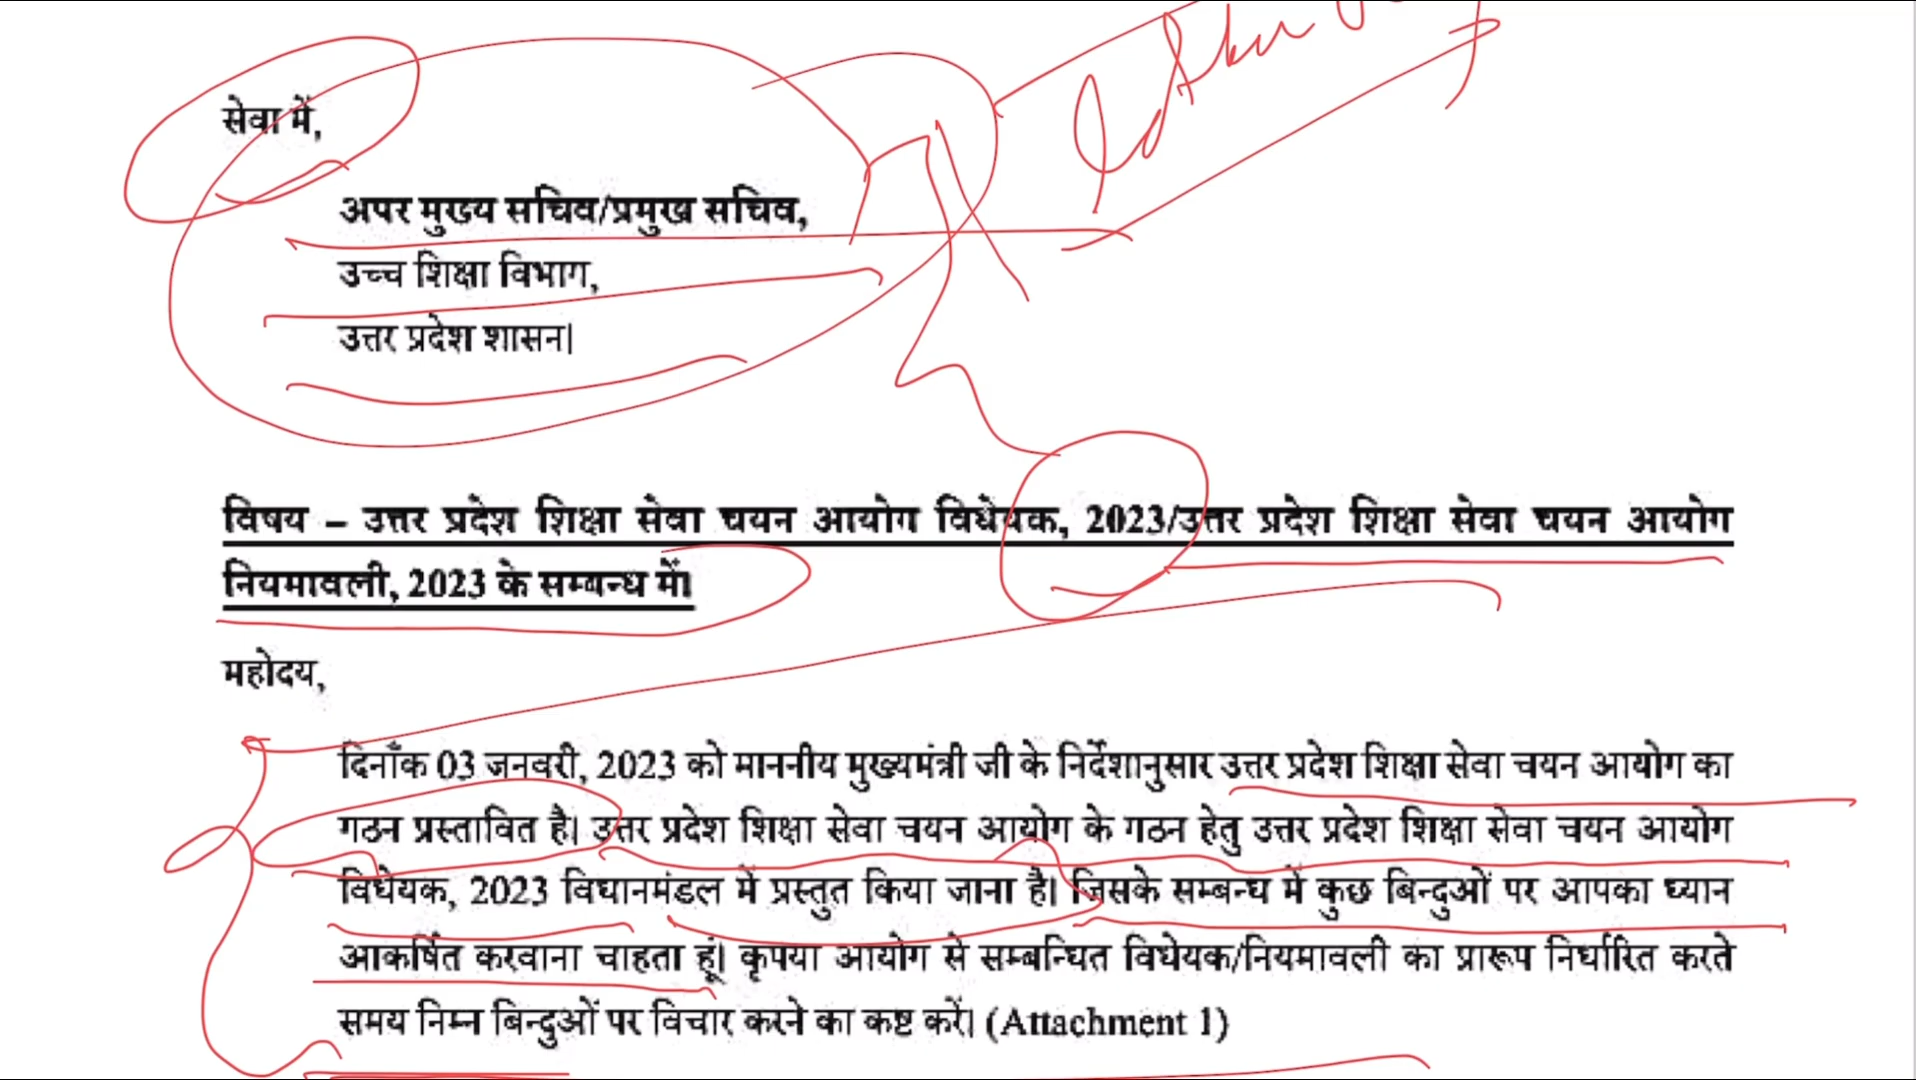 सेवा में,
अपर मुख्य सचिव/प्रमुख सचिव,
उच्च शिक्षा विभाग,
उत्तर प्रदेश शासन।
विषय – उत्तर प्रदेश शिक्षा सेवा चयन आयोग विधेयक, 2023/उत्तर प्रदेश शिक्षा सेवा चयन आयोग
नियमावली, 2023 के सम्बन्ध में।
महोदय,
दिनाँक 03 जनवरी, 2023 को माननीय मुख्यमंत्री जी के निर्देशानुसार उत्तर प्रदेश शिक्षा सेवा चयन आयोग का
गठन प्रस्तावित है। उत्तर प्रदेश शिक्षा सेवा चयन आयोग के गठन हेतु उत्तर प्रदेश शिक्षा सेवा चयन आयोग
विधेयक, 2023 विधानमंडल में प्रस्तुत किया जाना है। जिसके सम्बन्ध में कुछ बिन्दुओं पर आपका ध्यान
आकर्षित करवाना चाहता हूं। कृपया आयोग से सम्बन्धित विधेयक/नियमावली का प्रारूप निर्धारित करते
समय निम्न बिन्दुओं पर विचार करने का कष्ट करें। (Attachment 1)